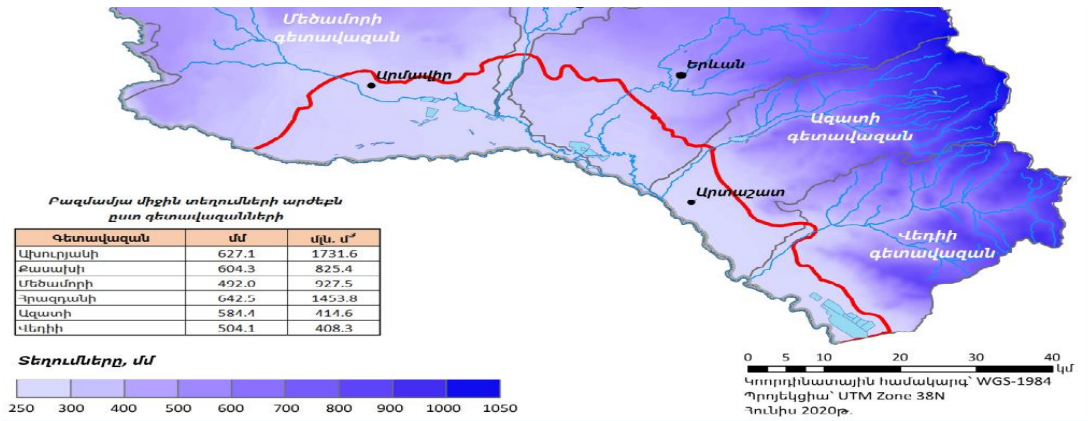 Մեծամորի
գետավազան
Արմավիր
Երևան
Ազատի
գետավազան
Արտաշատ
Վեդիի
գետավազան
Բազմամյա միջին տեղումների արժեքն
ըստ գետավազանների
Գետավազան մմ մլն. մ³
Ախուրյանի 627.1 1731.6
Քասախի 604.3 825.4
Մեծամորի 492.0 927.5
Հրազդանի 642.5 1453.8
Ազատի 584.4 414.6
Վեդիի 504.1 408.3
Տեղումները, մմ
250 300 400 500 600 700 800 900 1000 1050
0 5 10 20 30 40 կմ
Կոորդինատային համակարգ՝ WGS-1984
Պրոյեկցիա՝ UTM Zone 38N
Հունիս 2020թ.